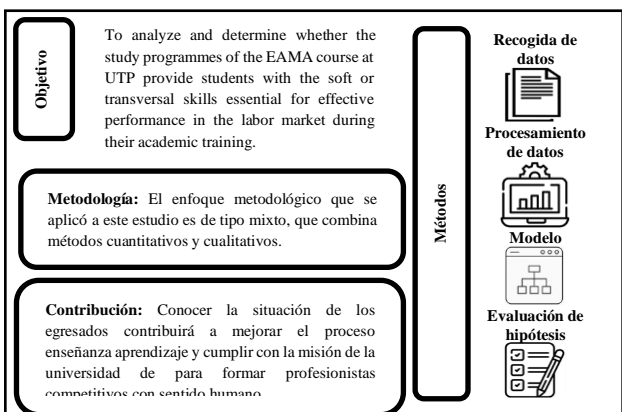 Objetivo
To analyze and determine whether the
study programmes of the EAMA course at
UTP provide students with the soft or
transversal skills essential for effective
performance in the labor market during
their academic training.
Metodología: El enfoque metodológico que se
aplicó a este estudio es de tipo mixto, que combina
métodos cuantitativos y cualitativos.
Contribución: Conocer la situación de los
egresados contribuirá a mejorar el proceso
enseñanza aprendizaje y cumplir con la misión de la
universidad de para formar profesionistas
competitivos con sentido humano
Métodos
Recogida de
datos
Procesamiento
de datos
Modelo
Evaluación de
hipótesis